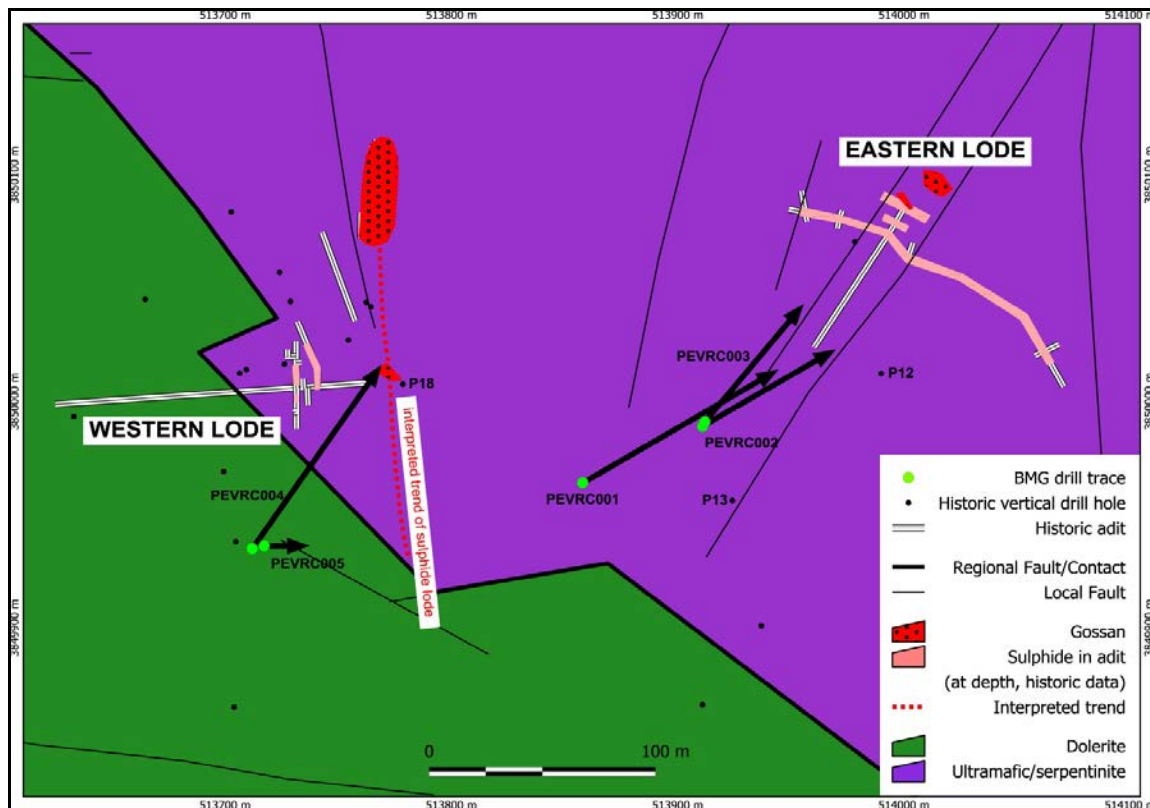 513700 m
513800 m
513900 m
514000 m
514100 m
3850100 m
3850100 m
EASTERN LODE
PEVRC003
P18
P12
3850000 m
3850000 m
WESTERN LODE
PEVRC002
interpreted trend of sulphide lode
PEVRC004
PEVRC001
P13
PEVRC005
3849900 m
3849900 m
BMG drill trace
Historic vertical drill hole
Historic adit
Regional Fault/Contact
Local Fault
Gossan
Sulphide in adit
(at depth, historic data)
Interpreted trend
Dolerite
Ultramafic/serpentinite
0
100 m
513700 m
513800 m
513900 m
514000 m
514100 m